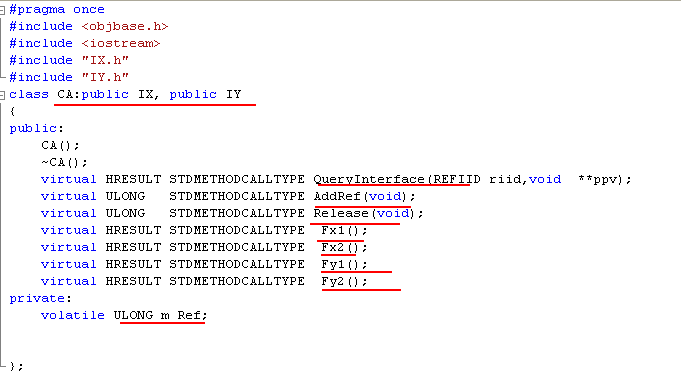 #pragma once
#include <objbase.h>
#include <iostream>
#include "IX.h"
#include "IY.h"
class CA:public IX, public IY
{
public:
CA();
~CA();
virtual HRESULT STDMETHODCALLTYPE QueryInterface(REFIID riid,void **ppv);
virtual ULONG STDMETHODCALLTYPE AddRef(void);
virtual ULONG STDMETHODCALLTYPE Release(void);
virtual HRESULT STDMETHODCALLTYPE Fx1();
virtual HRESULT STDMETHODCALLTYPE Fx2();
virtual HRESULT STDMETHODCALLTYPE Fy1();
virtual HRESULT STDMETHODCALLTYPE Fy2();
private:
volatile ULONG m_Ref;
};